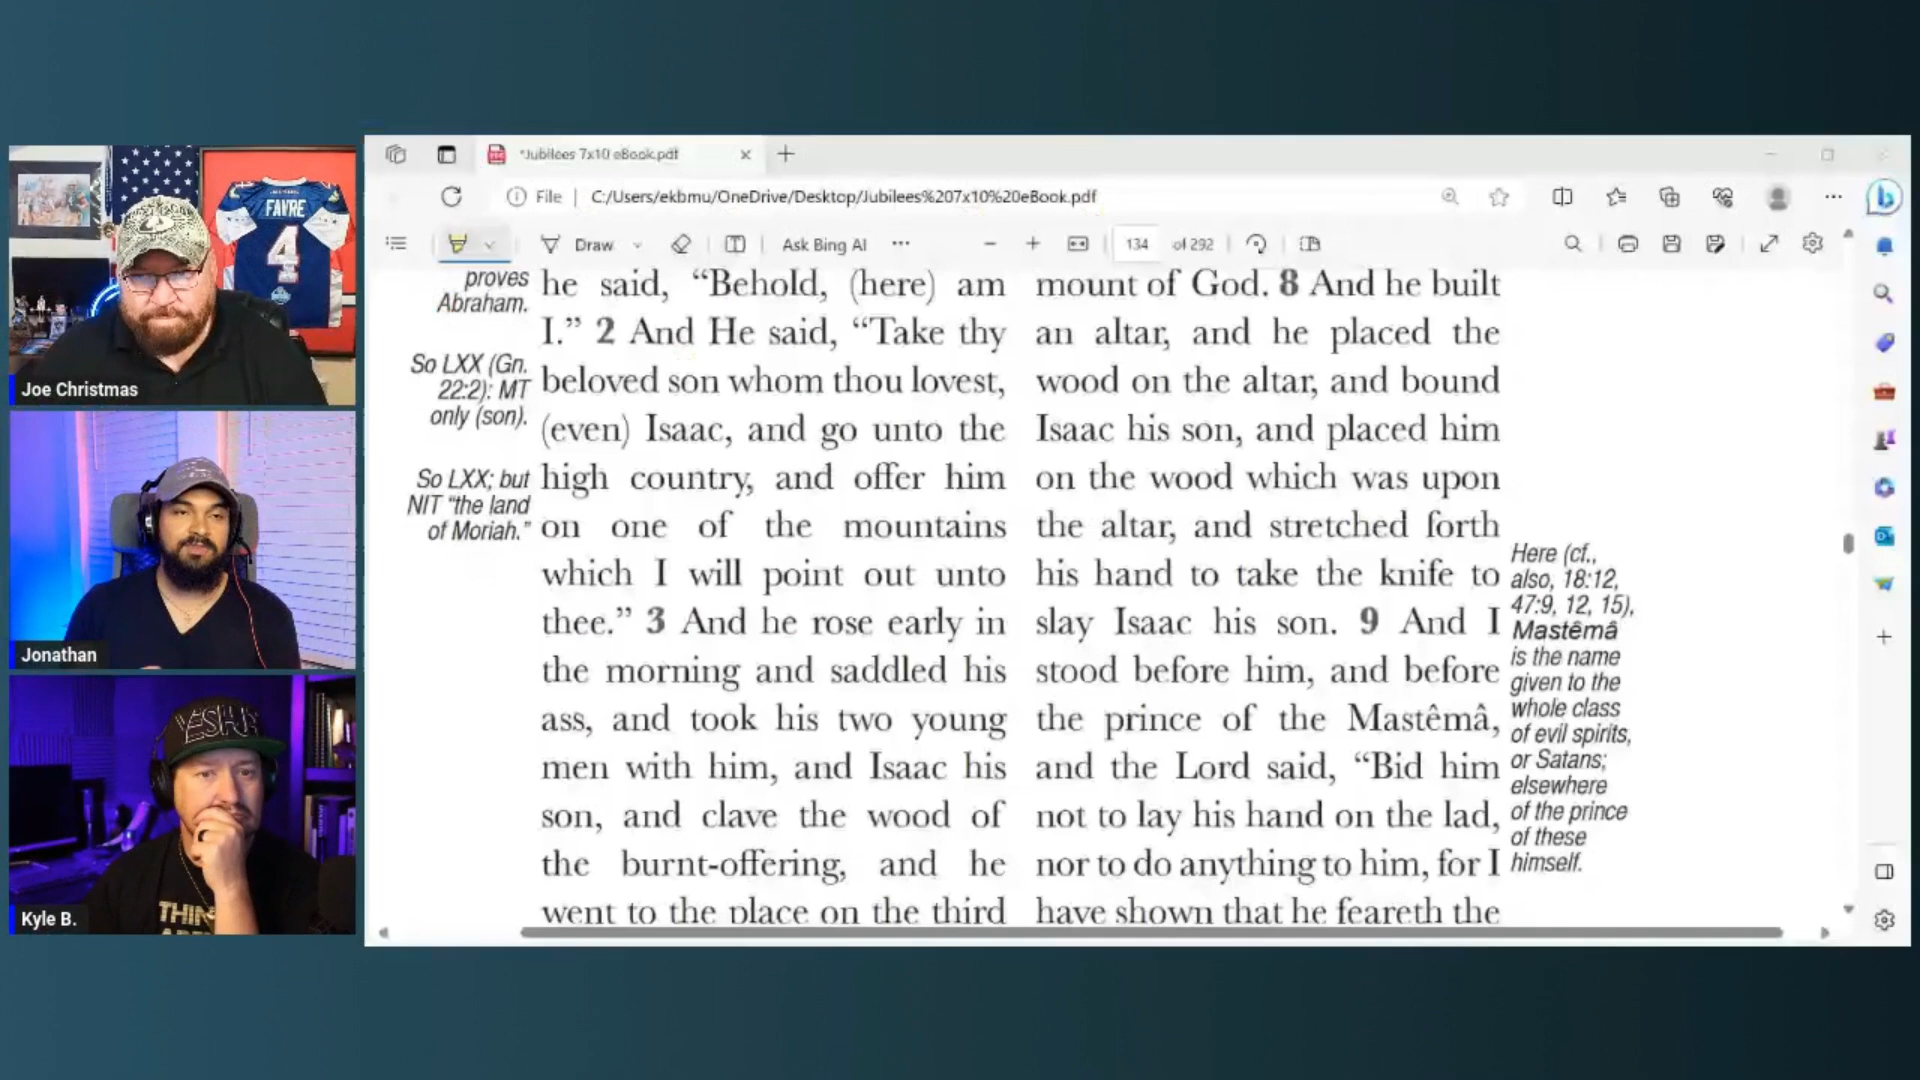 FAVRE
4
Joe Christmas
Jonathan
YESHUA
Kyle B.
*Jubilees 7x10 eBook.pdf
File
C:/Users/ekbmu/OneDrive/Desktop/Jubilees%207x10%20eBook.pdf
Draw
Ask Bing AI
134
of 292
proves
Abraham.
So LXX (Gn.
22:2): MT
only (son).
So LXX; but
NIT “the land
of Moriah.”
he said, “Behold, (here) am
I.” 2 And He said, “Take thy
beloved son whom thou lovest,
(even) Isaac, and go unto the
high country, and offer him
on one of the mountains
which I will point out unto
thee.” 3 And he rose early in
the morning and saddled his
ass, and took his two young
men with him, and Isaac his
son, and clave the wood of
the burnt-offering, and he
went to the place on the third
mount of God. 8 And he built
an altar, and he placed the
wood on the altar, and bound
Isaac his son, and placed him
on the wood which was upon
the altar, and stretched forth
his hand to take the knife to
slay Isaac his son. 9 And I
stood before him, and before
the prince of the Mastêmâ,
and the Lord said, “Bid him
not to lay his hand on the lad,
nor to do anything to him, for I
have shown that he feareth the
Here (cf.,
also, 18:12,
47:9, 12, 15),
Mastêmâ
is the name
given to the
whole class
of evil spirits,
or Satans;
elsewhere
of the prince
of these
himself.